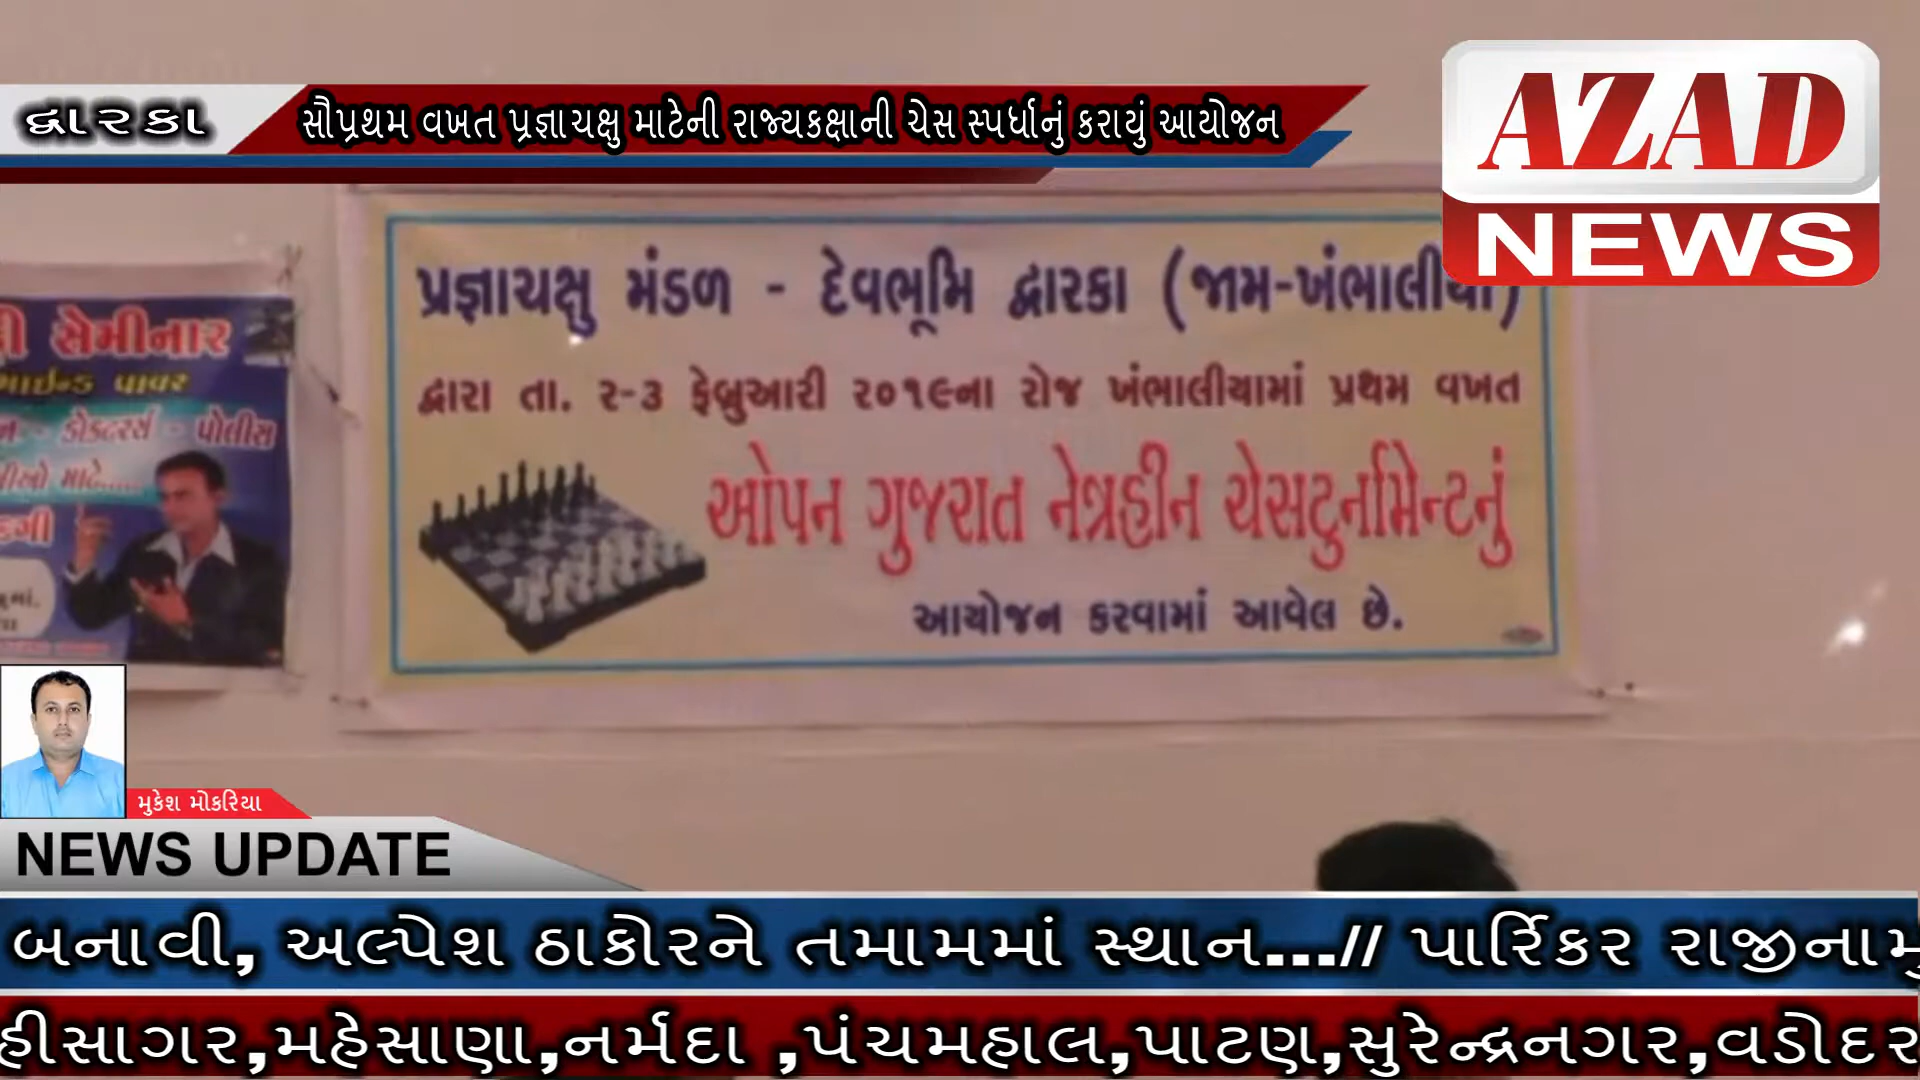 AZAD
NEWS
દ્વારકા
સૌપ્રથમ વખત પ્રજ્ઞાચક્ષુ માટેની રાજ્યકક્ષાની ચેસ સ્પર્ધાનું કરાયું આયોજન
પ્રજ્ઞાચક્ષુ મંડળ - દેવભૂમિ દ્વારકા (જામ-ખંભાલીયા)
દ્વારા તા. ૨-૩ ફેબ્રુઆરી ૨૦૧૯ના રોજ ખંભાલીયામાં પ્રથમ વખત
ઓપન ગુજરાત નેત્રહીન ચેસટુર્નામેન્ટનું
આયોજન કરવામાં આવેલ છે.
સેમીનાર
માઈન્ડ પાવર
- ડોક્ટરર્સ - પોલીસ
માટે.....
મુકેશ મોકરિયા
NEWS UPDATE
બનાવી, અલ્પેશ ઠાકોરને તમામમાં સ્થાન...// પાર્રિકર રાજીનામુ
હીસાગર,મહેસાણા,નર્મદા ,પંચમહાલ,પાટણ,સુરેન્દ્રનગર,વડોદર